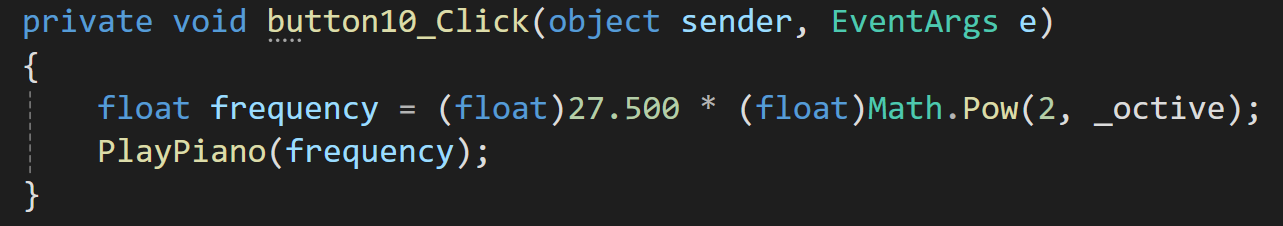 private void button10_Click(object sender, EventArgs e)
{
    float frequency = (float)27.500 * (float)Math.Pow(2, _octive);
    PlayPiano(frequency);
}